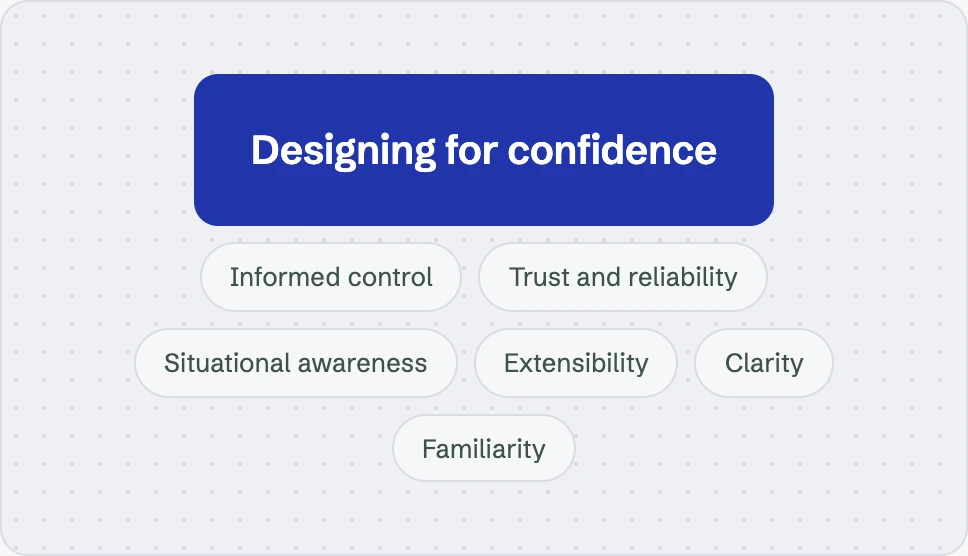 Designing for confidence
Informed control
Trust and reliability
Situational awareness
Extensibility
Clarity
Familiarity